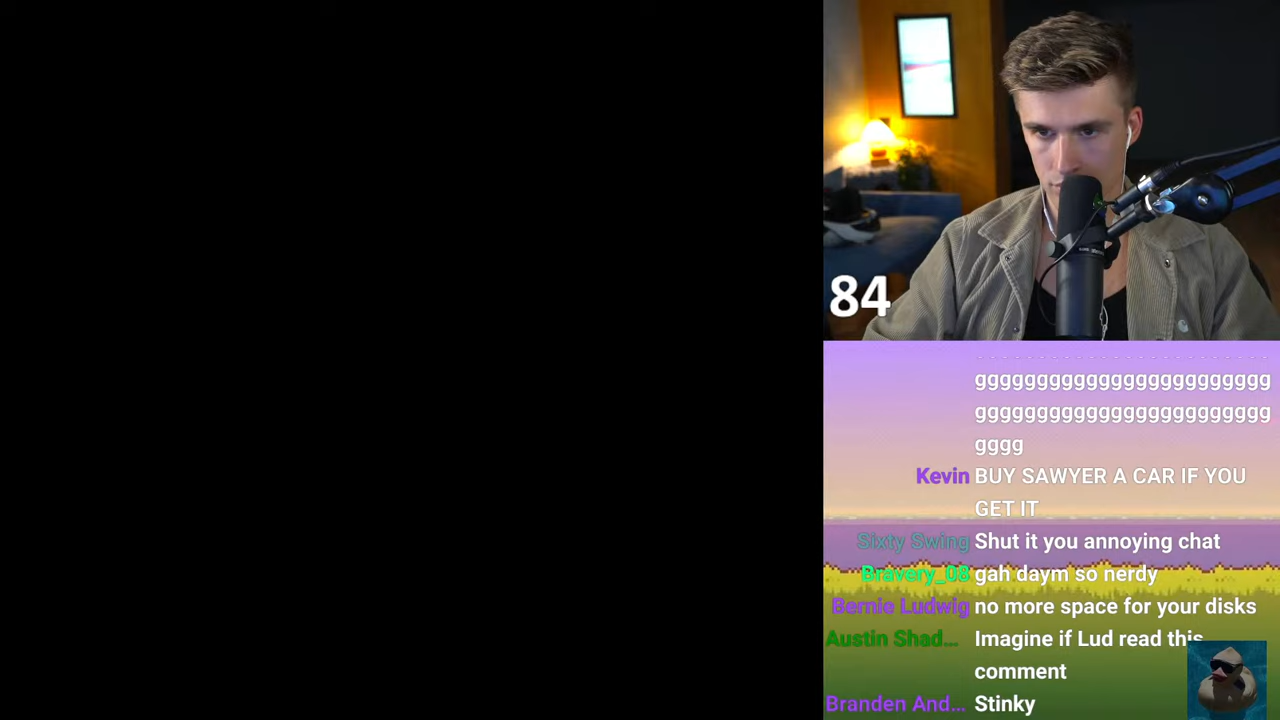 84
gggggggggggggggggggggggg
gggggggggggggggggggggggg
gggg
Kevin BUY SAWYER A CAR IF YOU
GET IT
Sixty Swing Shut it you annoying chat
Bravery_08 gah daym so nerdy
Bernie Ludwig no more space for your disks
Austin Shad... Imagine if Lud read this
comment
Branden And... Stinky